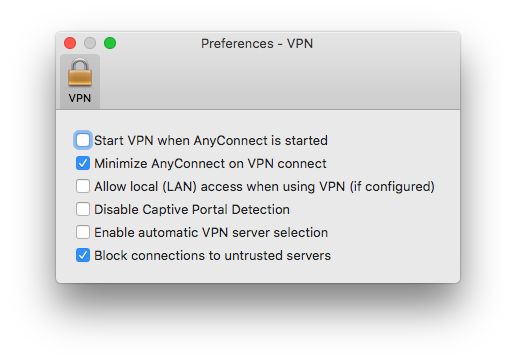 Preferences - VPN
VPN
Start VPN when AnyConnect is started
Minimize AnyConnect on VPN connect
Allow local (LAN) access when using VPN (if configured)
Disable Captive Portal Detection
Enable automatic VPN server selection
Block connections to untrusted servers